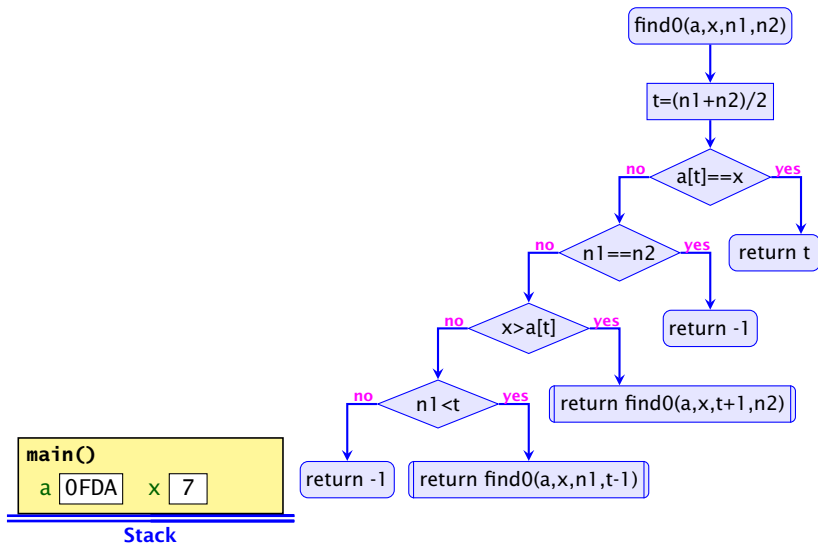 find0(a,x,n1,n2)
t=(n1+n2)/2
a[t]==x
no
yes
return t
n1==n2
no
yes
return -1
x>a[t]
no
yes
return find0(a,x,t+1,n2)
n1<t
no
yes
return -1
return find0(a,x,n1,t-1)
main()
a 0FDA x 7
Stack